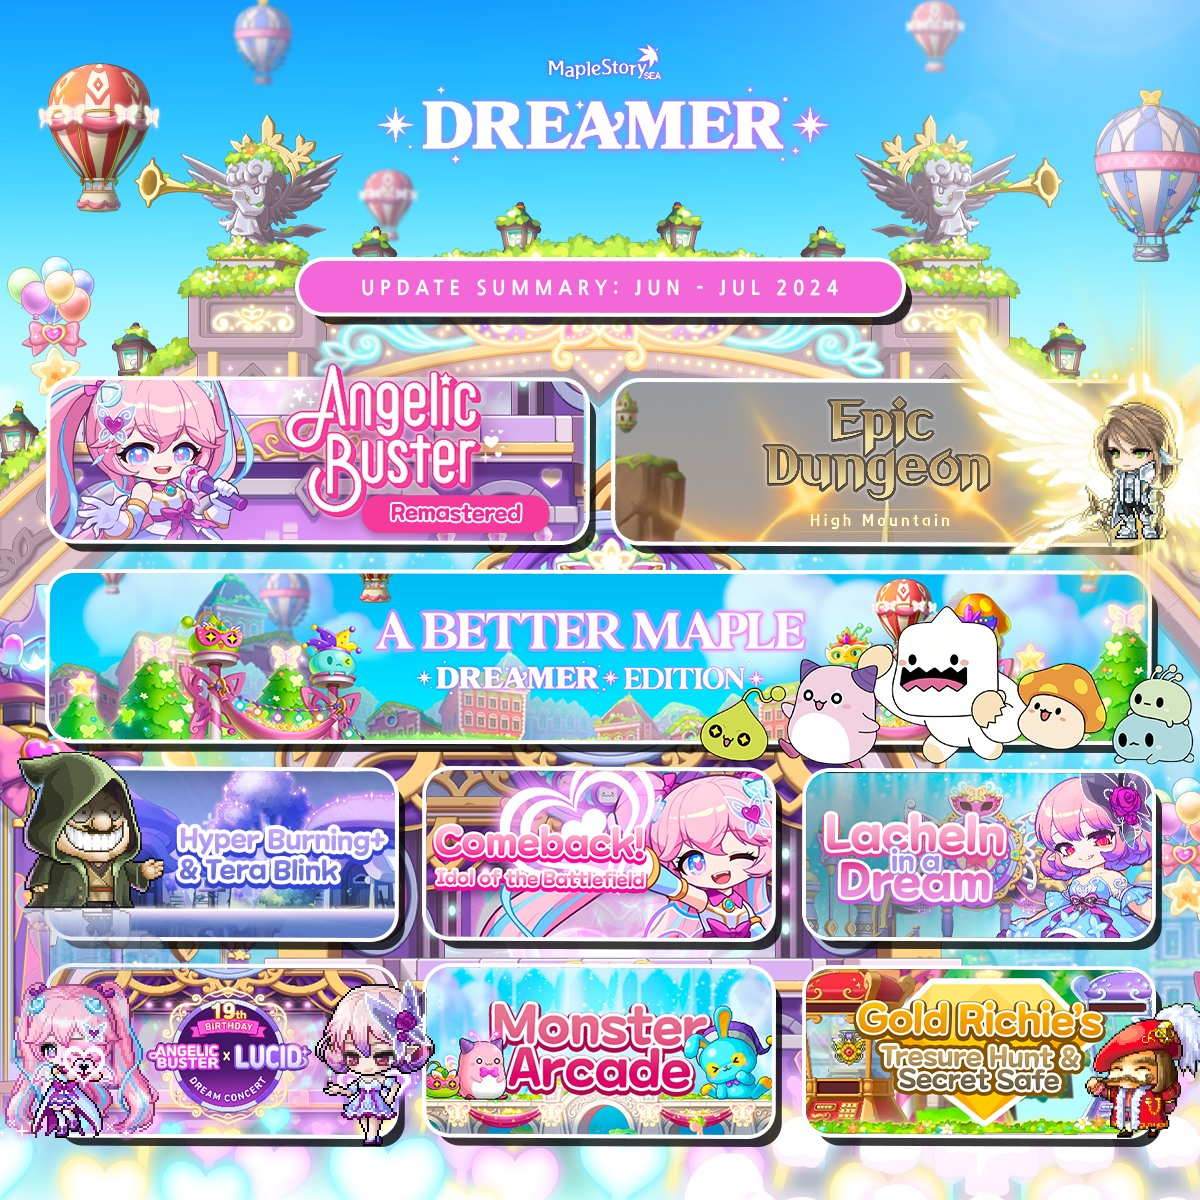 MapleStory SEA
DREAMER
UPDATE SUMMARY: JUN - JUL 2024
Angelic
Buster
Remastered
Epic
Dungeon
High Mountain
A BETTER MAPLE
DREAMER EDITION
Hyper Burning+
& Tera Blink
Comeback!
Idol of the Battlefield
Lacheln
in a
Dream
19th
BIRTHDAY
ANGELIC
BUSTER x LUCID
DREAM CONCERT
Monster
Arcade
Gold Richie's
Tresure Hunt &
Secret Safe